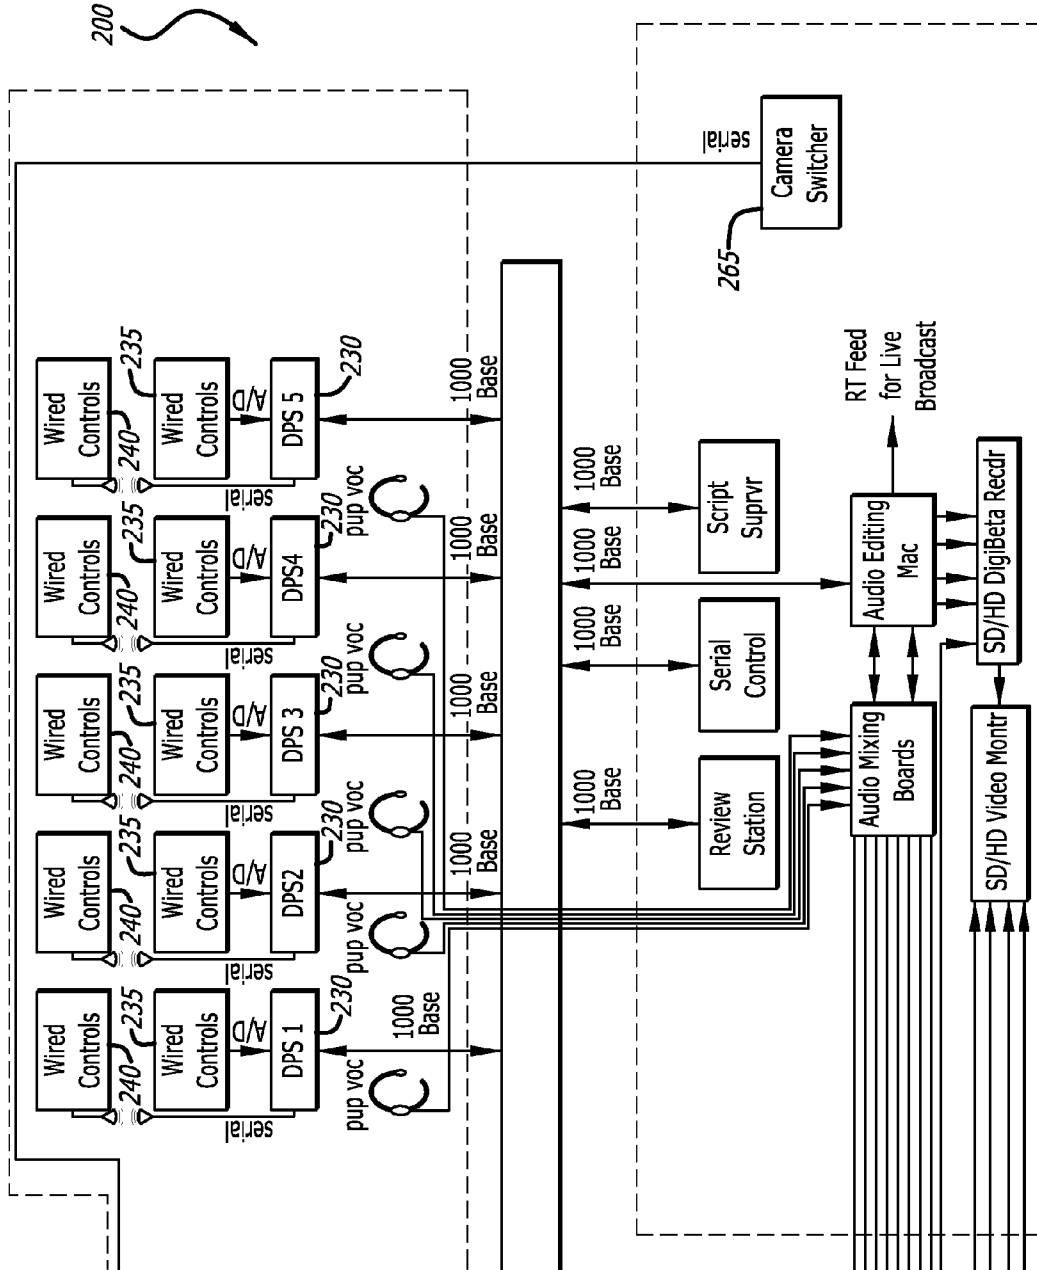 200
Wired
Controls
Wired
Controls
Wired
Controls
Wired
Controls
Wired
Controls
240
235
240
235
240
235
240
235
240
235
Wired
Controls
Wired
Controls
Wired
Controls
Wired
Controls
Wired
Controls
A/D
A/D
A/D
A/D
A/D
serial
serial
serial
serial
serial
DPS 1
DPS2
DPS 3
DPS4
DPS 5
230
230
230
230
230
pup voc
pup voc
pup voc
pup voc
pup voc
1000
Base
1000
Base
1000
Base
1000
Base
1000
Base
1000
Base
1000
Base
1000
Base
1000
Base
Review
Station
Serial
Control
Script
Suprvr
serial
Camera
Switcher
265
Audio Mixing
Boards
Audio Editing
Mac
RT Feed
for Live
Broadcast
SD/HD Video Montr
SD/HD DigiBeta Recdr